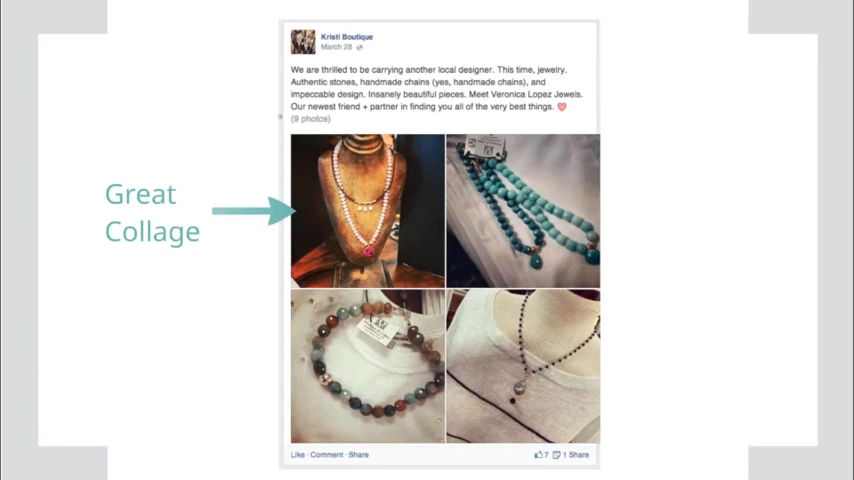 Kristi Boutique
March 28
We are thrilled to be carrying another local designer. This time, jewelry.
Authentic stones, handmade chains (yes, handmade chains), and
impeccable design. Insanely beautiful pieces. Meet Veronica Lopez Jewels.
Our newest friend + partner in finding you all of the very best things.
(9 photos)
Great
Collage
Like · Comment · Share
7 1 Share